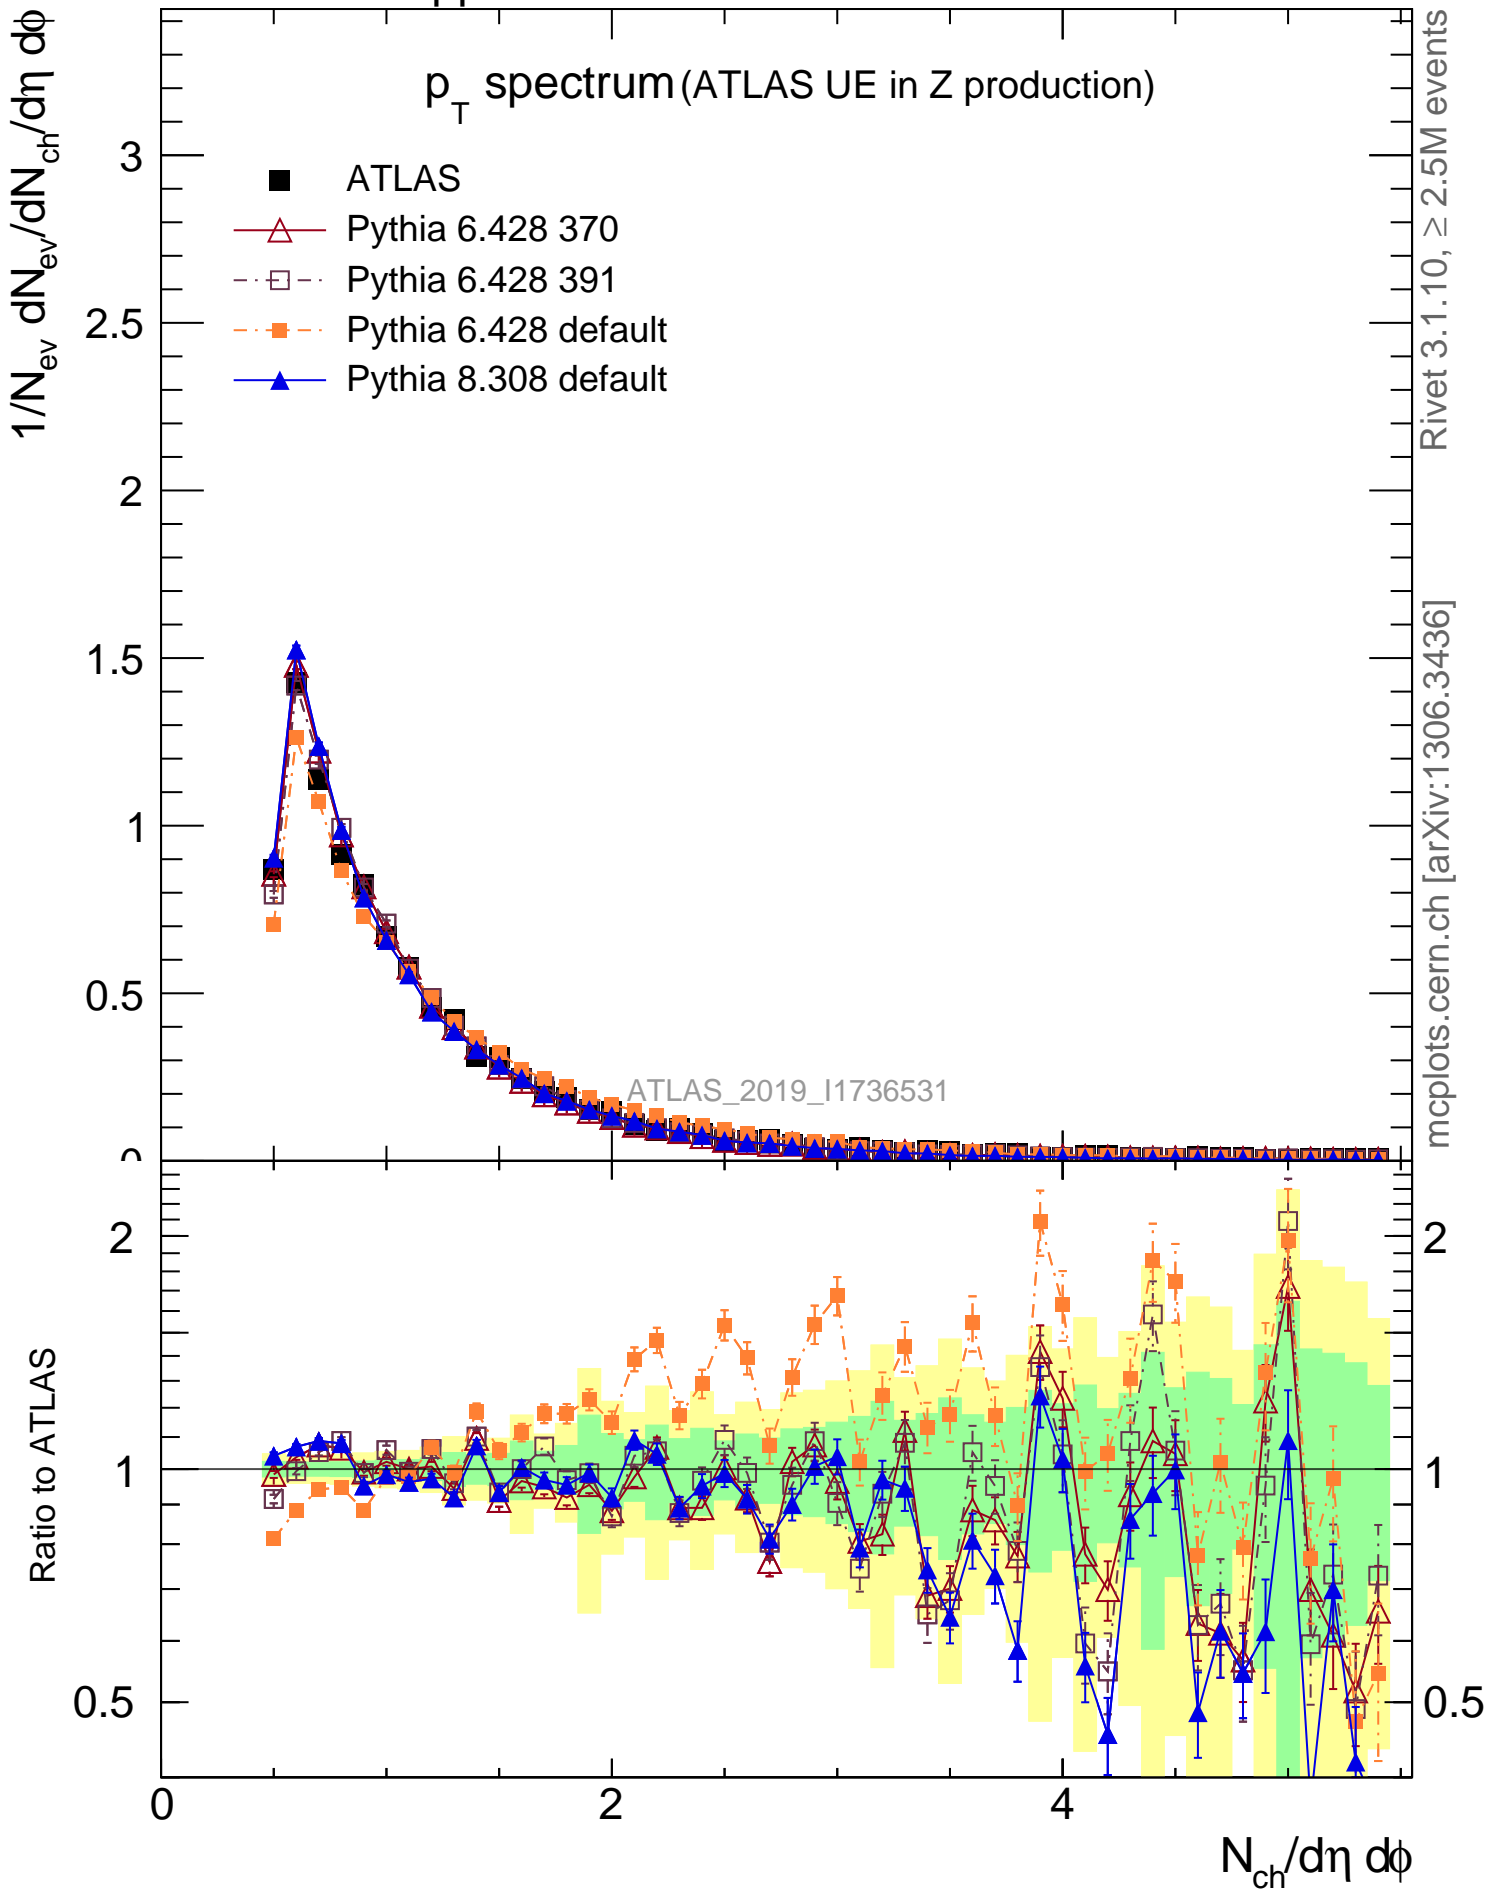 1/N_ev dN_ev/dN_ch/dη dϕ
p_T spectrum (ATLAS UE in Z production)
ATLAS
Pythia 6.428 370
Pythia 6.428 391
Pythia 6.428 default
Pythia 8.308 default
3
2.5
2
1.5
1
0.5
0
ATLAS_2019_I1736531
Rivet 3.1.10, ≥ 2.5M events
mcplots.cern.ch [arXiv:1306.3436]
Ratio to ATLAS
2
1
0.5
2
1
0.5
0
2
4
N_ch/dη dϕ